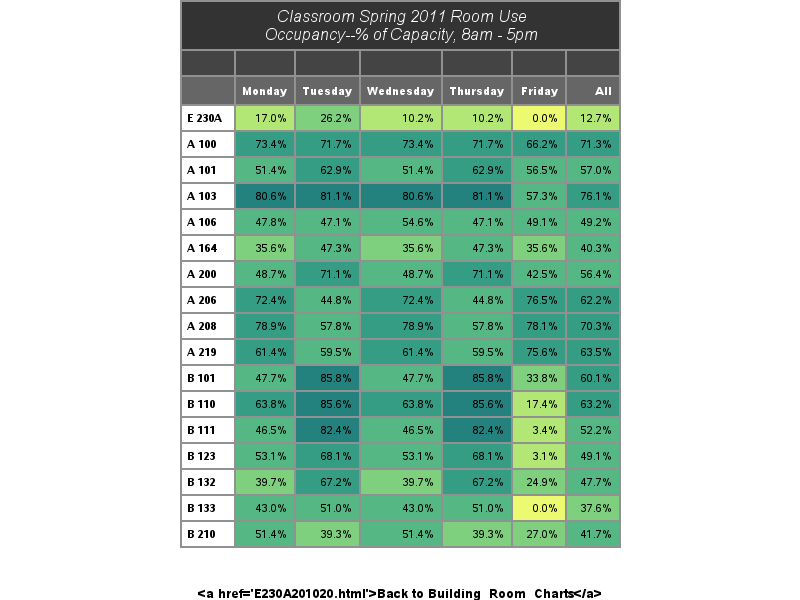 Classroom Spring 2011 Room Use
Occupancy--% of Capacity, 8am - 5pm
Monday Tuesday Wednesday Thursday Friday All
E 230A 17.0% 26.2% 10.2% 10.2% 0.0% 12.7%
A 100 73.4% 71.7% 73.4% 71.7% 66.2% 71.3%
A 101 51.4% 62.9% 51.4% 62.9% 56.5% 57.0%
A 103 80.6% 81.1% 80.6% 81.1% 57.3% 76.1%
A 106 47.8% 47.1% 54.6% 47.1% 49.1% 49.2%
A 164 35.6% 47.3% 35.6% 47.3% 35.6% 40.3%
A 200 48.7% 71.1% 48.7% 71.1% 42.5% 56.4%
A 206 72.4% 44.8% 72.4% 44.8% 76.5% 62.2%
A 208 78.9% 57.8% 78.9% 57.8% 78.1% 70.3%
A 219 61.4% 59.5% 61.4% 59.5% 75.6% 63.5%
B 101 47.7% 85.8% 47.7% 85.8% 33.8% 60.1%
B 110 63.8% 85.6% 63.8% 85.6% 17.4% 63.2%
B 111 46.5% 82.4% 46.5% 82.4% 3.4% 52.2%
B 123 53.1% 68.1% 53.1% 68.1% 3.1% 49.1%
B 132 39.7% 67.2% 39.7% 67.2% 24.9% 47.7%
B 133 43.0% 51.0% 43.0% 51.0% 0.0% 37.6%
B 210 51.4% 39.3% 51.4% 39.3% 27.0% 41.7%
&lt;a href='E230A201020.html'&gt;Back to Building_Room_Charts&lt;/a&gt;